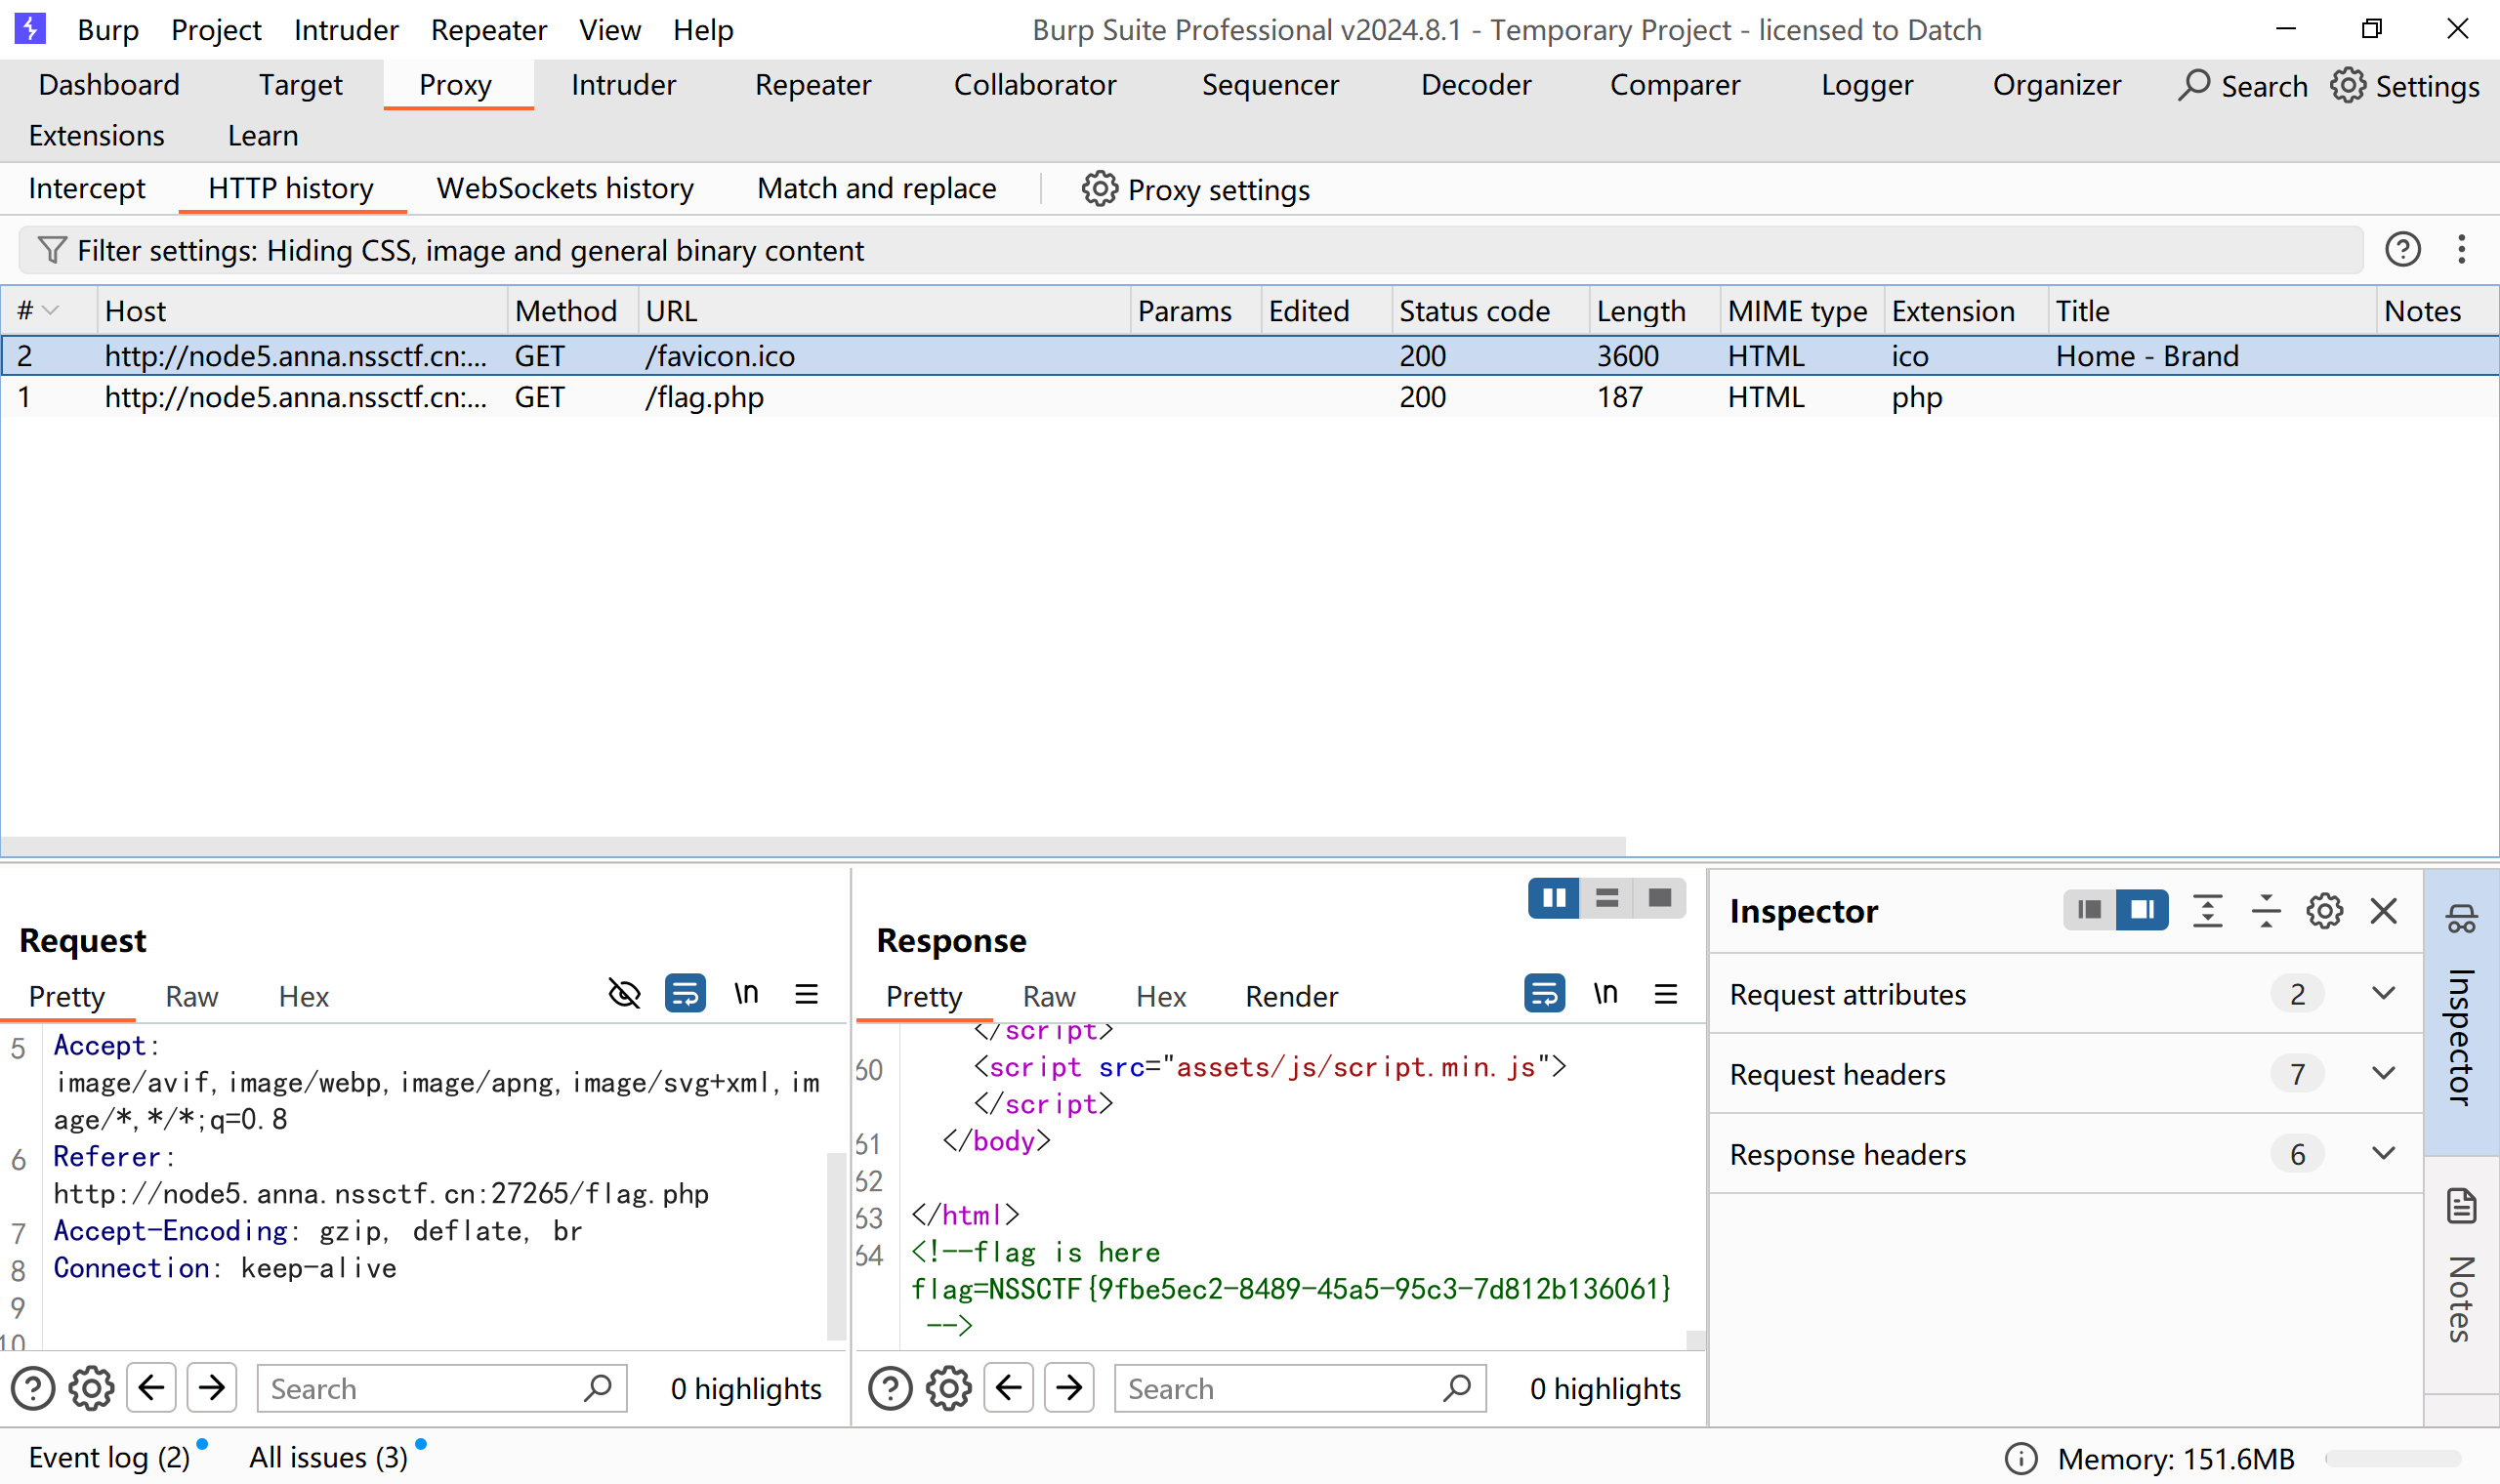 Burp Project Intruder Repeater View Help Burp Suite Professional v2024.8.1 - Temporary Project - licensed to Datch
Dashboard Target Proxy Intruder Repeater Collaborator Sequencer Decoder Comparer Logger Organizer Search Settings
Extensions Learn
Intercept HTTP history WebSockets history Match and replace Proxy settings
Filter settings: Hiding CSS, image and general binary content
# Host Method URL Params Edited Status code Length MIME type Extension Title Notes
2 http://node5.anna.nssctf.cn:... GET /favicon.ico 200 3600 HTML ico Home - Brand
1 http://node5.anna.nssctf.cn:... GET /flag.php 200 187 HTML php
Request
Pretty Raw Hex \n
5 Accept:
image/avif,image/webp,image/apng,image/svg+xml,im
age/*,*/*;q=0.8
6 Referer:
http://node5.anna.nssctf.cn:27265/flag.php
7 Accept-Encoding: gzip, deflate, br
8 Connection: keep-alive
9
10
Search 0 highlights
Response
Pretty Raw Hex Render \n
</script>
60 <script src="assets/js/script.min.js">
</script>
61 </body>
62
63 </html>
64 <!--flag is here
flag=NSSCTF{9fbe5ec2-8489-45a5-95c3-7d812b136061}
-->
Search 0 highlights
Inspector
Request attributes 2
Request headers 7
Response headers 6
Inspector
Notes
Event log (2) All issues (3) Memory: 151.6MB